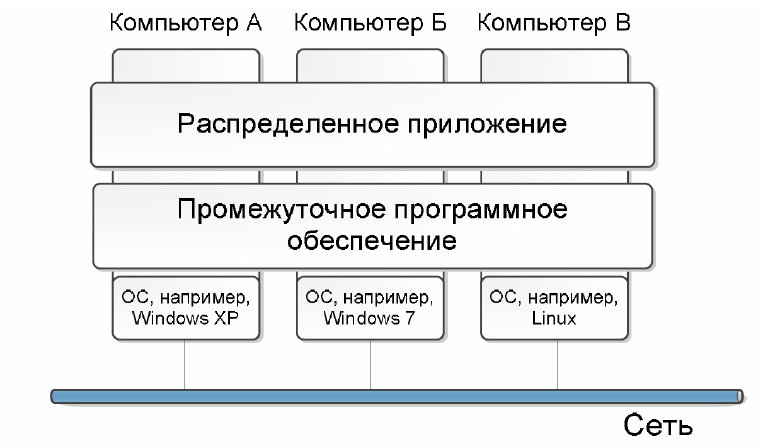 Компьютер А
Компьютер Б
Компьютер В
Распределенное приложение
Промежуточное программное
обеспечение
ОС, например,
Windows XP
ОС, например,
Windows 7
ОС, например,
Linux
Сеть